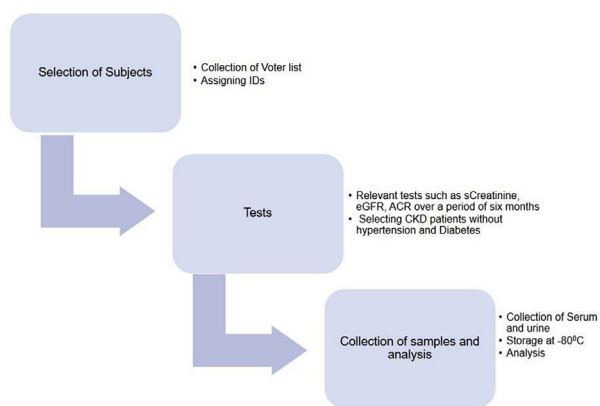 Selection of Subjects
• Collection of Voter list
• Assigning IDs
Tests
• Relevant tests such as sCreatinine,
eGFR, ACR over a period of six months
• Selecting CKD patients without
hypertension and Diabetes
Collection of samples and
analysis
• Collection of Serum
and urine
• Storage at -80⁰C
• Analysis